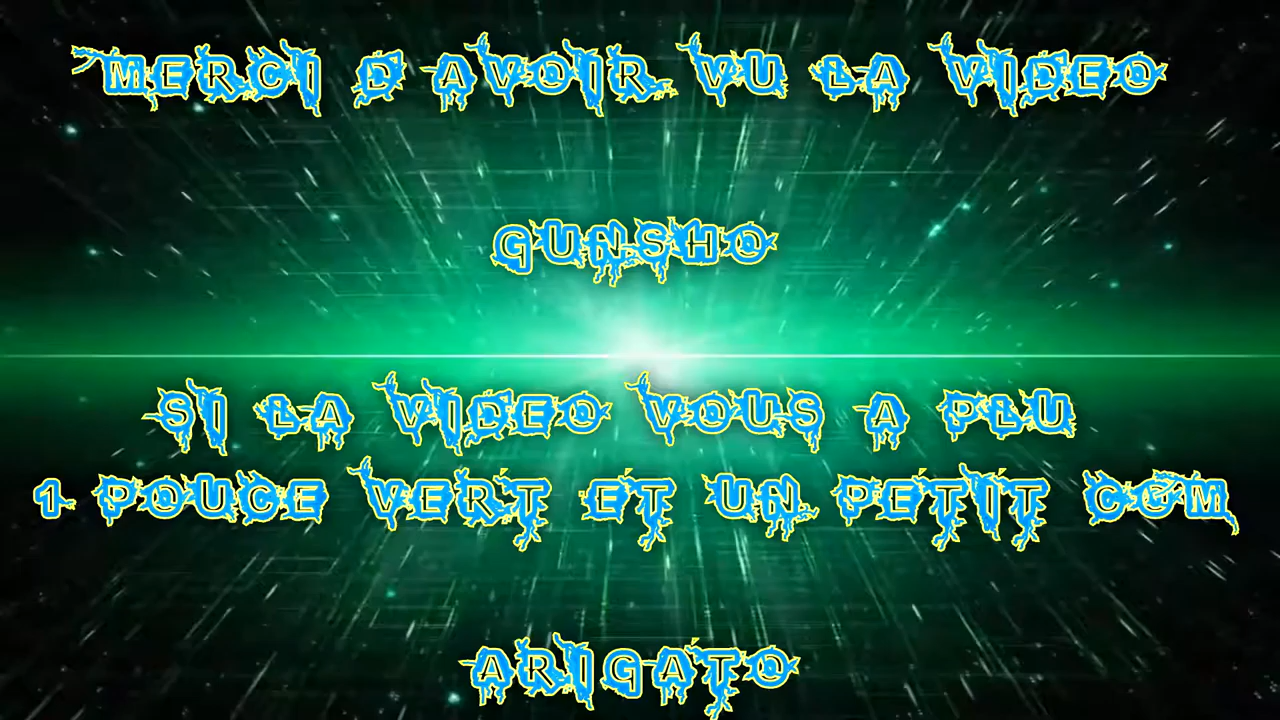 MERCI D AVOIR VU LA VIDEO
GUNSHO
SI LA VIDEO VOUS A PLU
1 POUCE VERT ET UN PETIT COM
ARIGATO